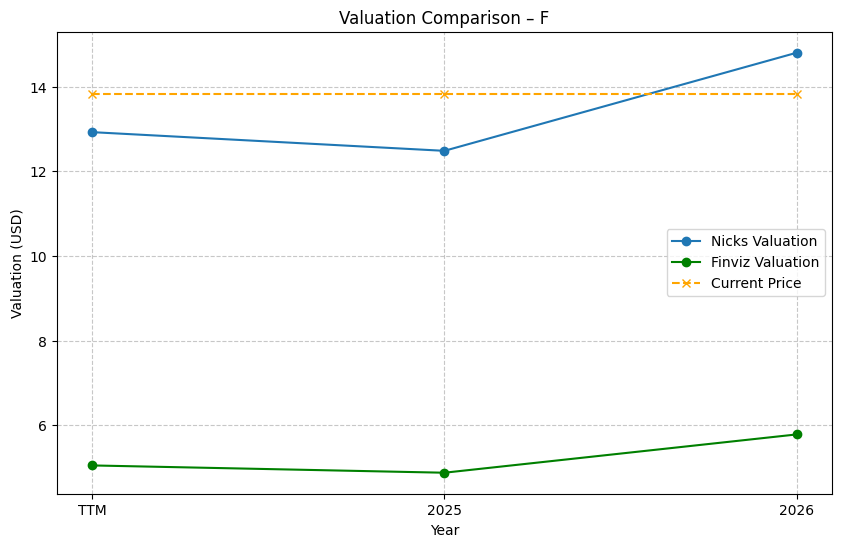 Valuation Comparison – F
Valuation (USD)
14
12
10
8
6
Nicks Valuation
Finviz Valuation
Current Price
TTM
2025
2026
Year